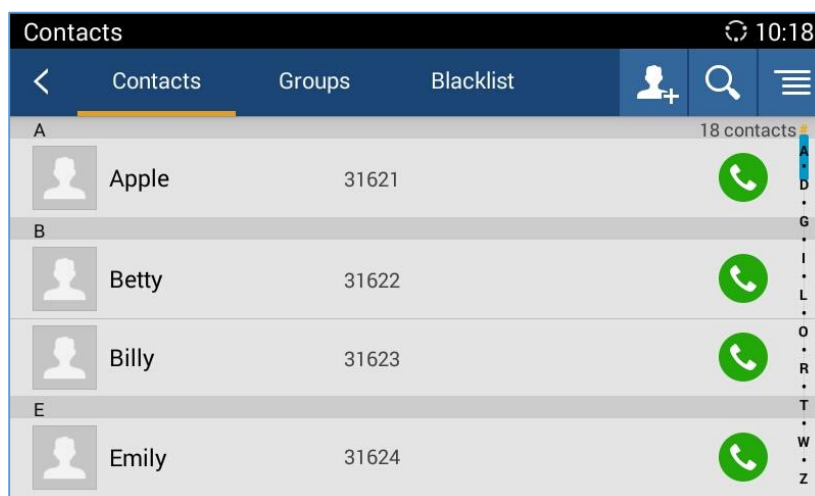 Contacts 10:18
Contacts Groups Blacklist
A 18 contacts
Apple 31621
B
Betty 31622
Billy 31623
E
Emily 31624
#
A
•
D
•
G
•
I
•
L
•
O
•
R
•
T
•
W
•
Z